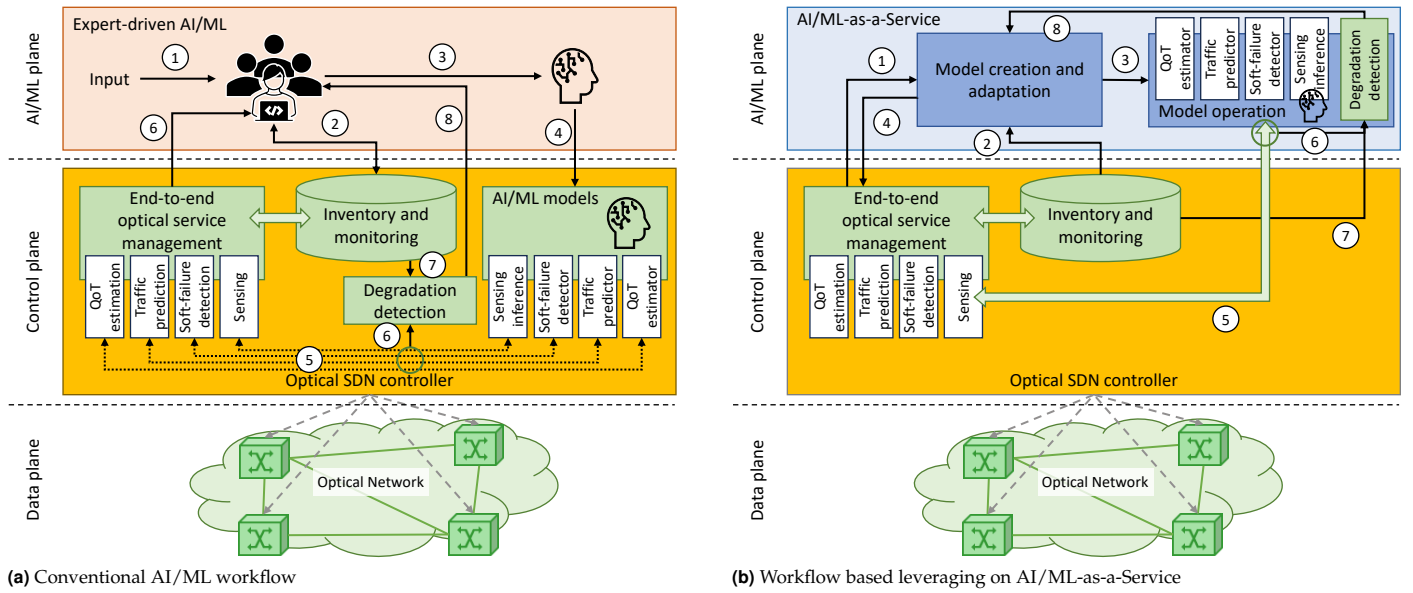 AI/ML plane
Expert-driven AI/ML
Input
1
3
6
2
8
4
</>
Control plane
End-to-end
optical service
management
Inventory and
monitoring
AI/ML models
QoT
estimation
Traffic
prediction
Soft-failure
detection
Sensing
7
Degradation
detection
6
Sensing
inference
Soft-failure
detector
Traffic
predictor
QoT
estimator
5
Optical SDN controller
Data plane
Optical Network
(a) Conventional AI/ML workflow
AI/ML plane
AI/ML-as-a-Service
8
1
Model creation and
adaptation
3
QoT
estimator
Traffic
predictor
Soft-failure
detector
Sensing
inference
Degradation
detection
Model operation
4
2
5
6
Control plane
End-to-end
optical service
management
Inventory and
monitoring
7
QoT
estimation
Traffic
prediction
Soft-failure
detection
Sensing
5
Optical SDN controller
Data plane
Optical Network
(b) Workflow based leveraging on AI/ML-as-a-Service